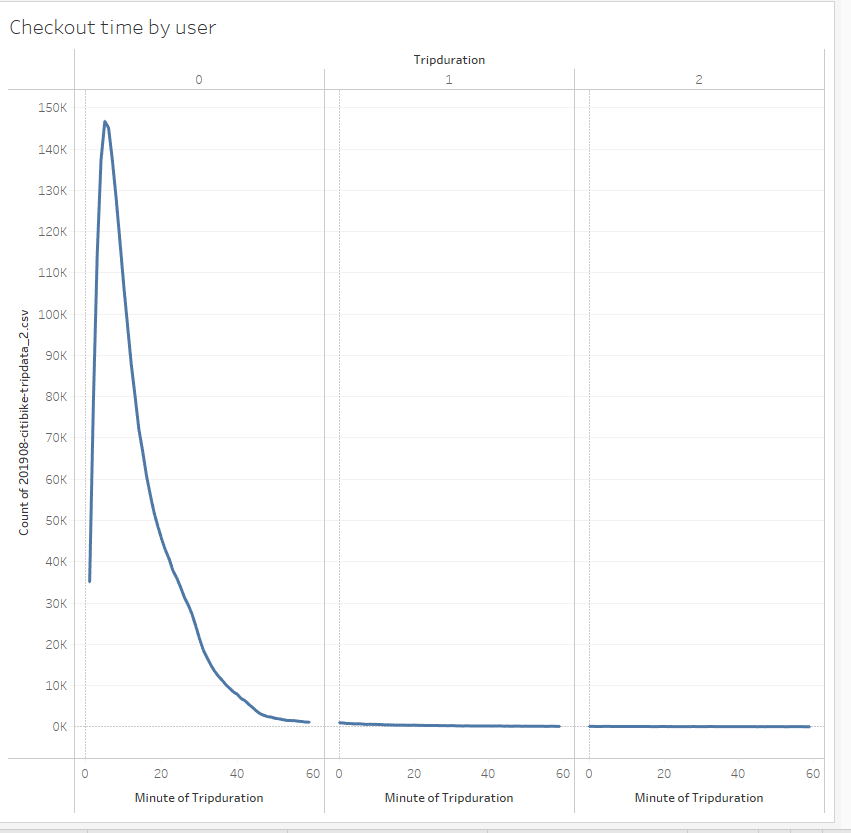 Checkout time by user
Tripduration
0 1 2
150K
140K
130K
120K
110K
100K
90K
80K
70K
60K
50K
40K
30K
20K
10K
0K
Count of 201908-citibike-tripdata_2.csv
0 20 40 60 0 20 40 60 0 20 40 60
Minute of Tripduration Minute of Tripduration Minute of Tripduration